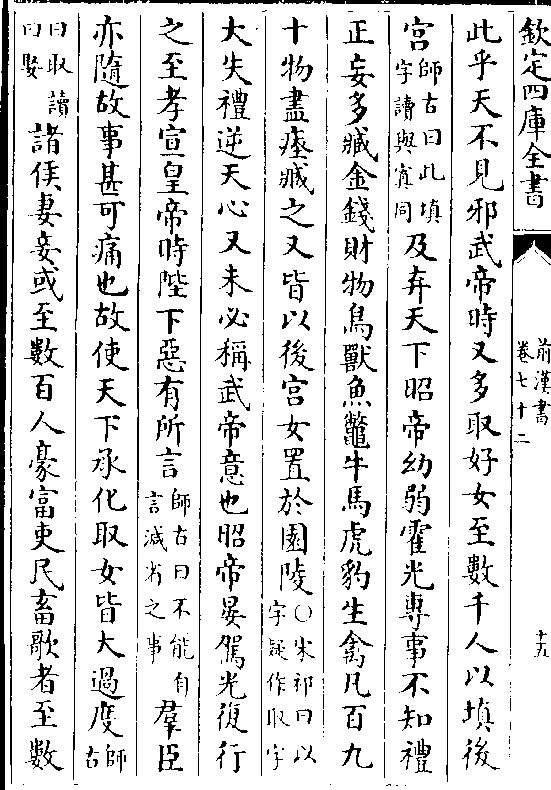 欽定四庫全書
前漢書
卷七十二
十五
此乎天不見邪武帝時又多取好女至數千人以填後
宮師古曰此填字讀與寘同及弃天下昭帝幼弱霍光專事不知禮
正妄多臧金錢財物鳥獸魚鼈牛馬虎豹生禽凡百九
十物盡瘞臧之又皆以後宮女置於園陵○宋祁曰以字疑作取字
大失禮逆天心又未必稱武帝意也昭帝晏駕光復行
之至孝宣皇帝時陛下惡有所言師古曰不能自言減省之事羣臣
亦隨故事甚可痛也故使天下承化取女皆大過度師古
曰取讀曰娶諸侯妻妾或至數百人豪富吏民畜歌者至數